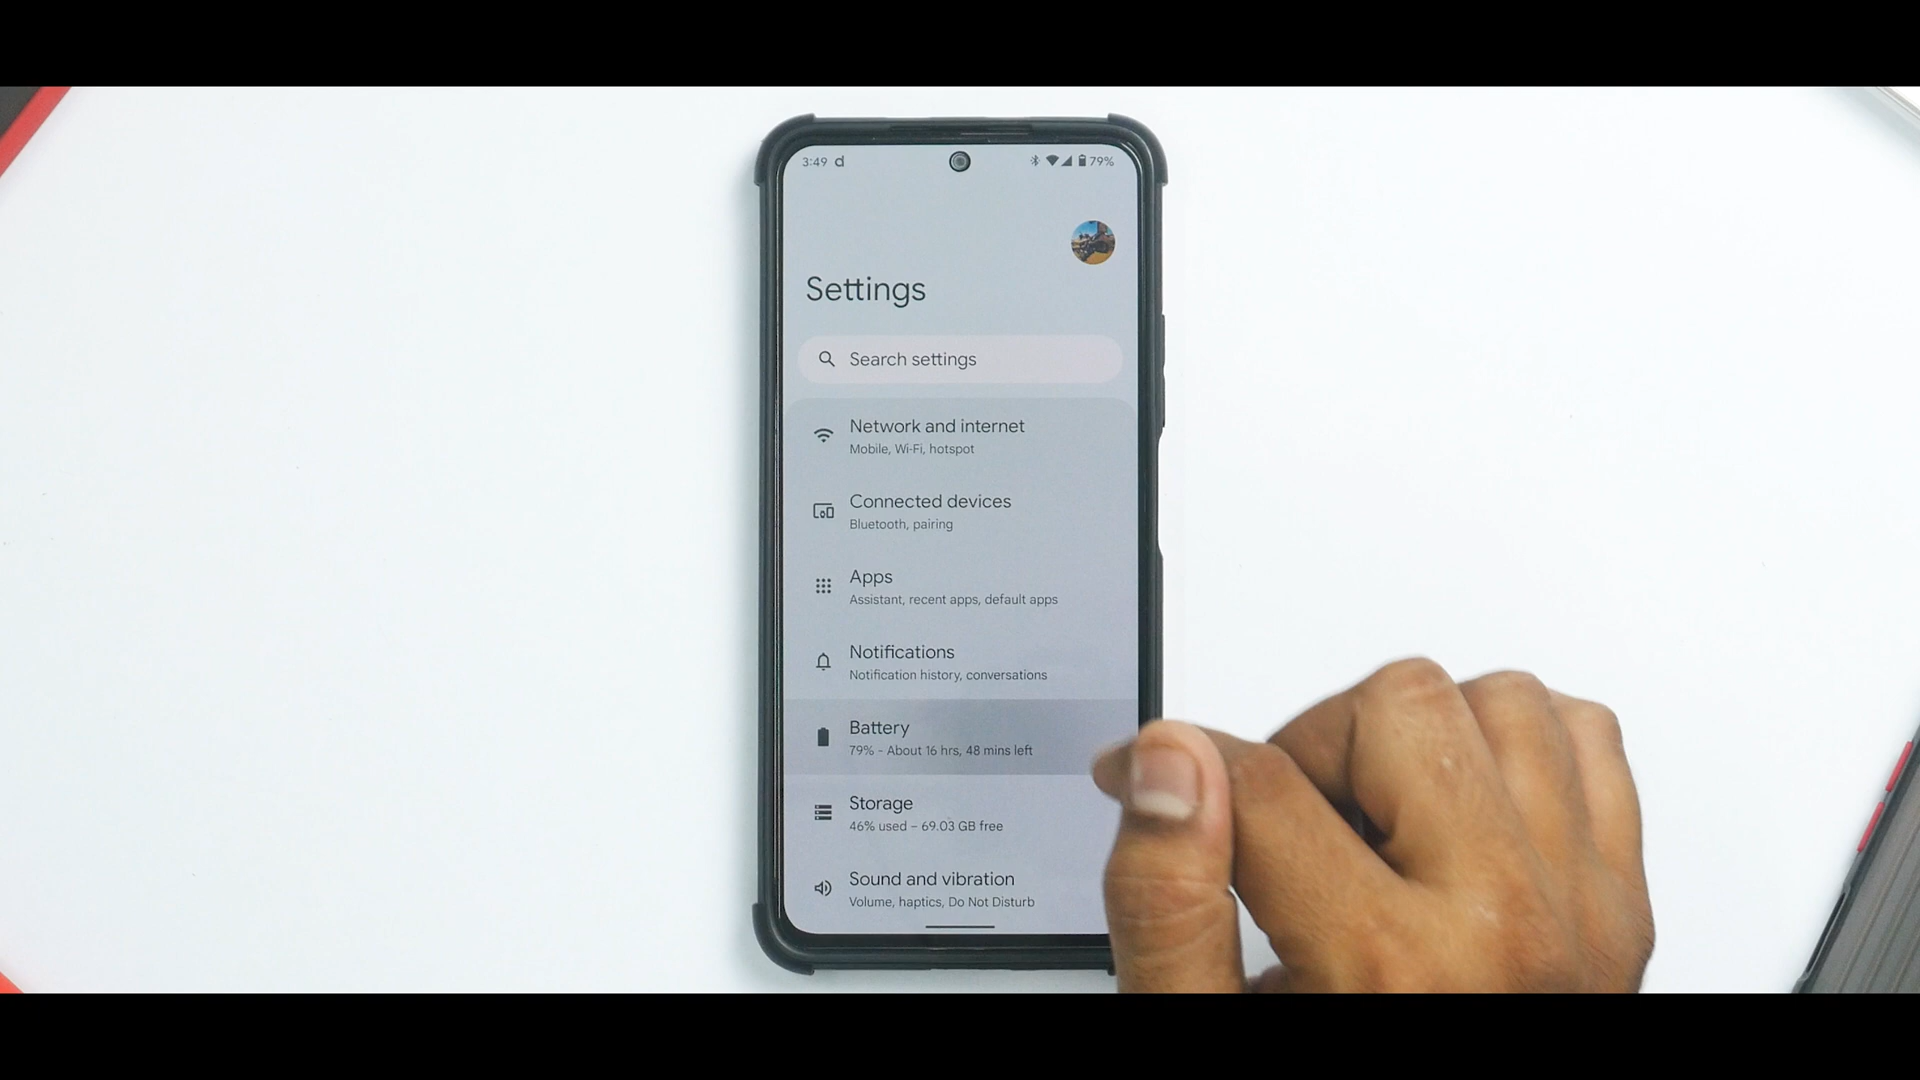 3:49 d 79%
Settings
Search settings
Network and internet
Mobile, Wi-Fi, hotspot
Connected devices
Bluetooth, pairing
Apps
Assistant, recent apps, default apps
Notifications
Notification history, conversations
Battery
79% - About 16 hrs, 48 mins left
Storage
46% used – 69.03 GB free
Sound and vibration
Volume, haptics, Do Not Disturb